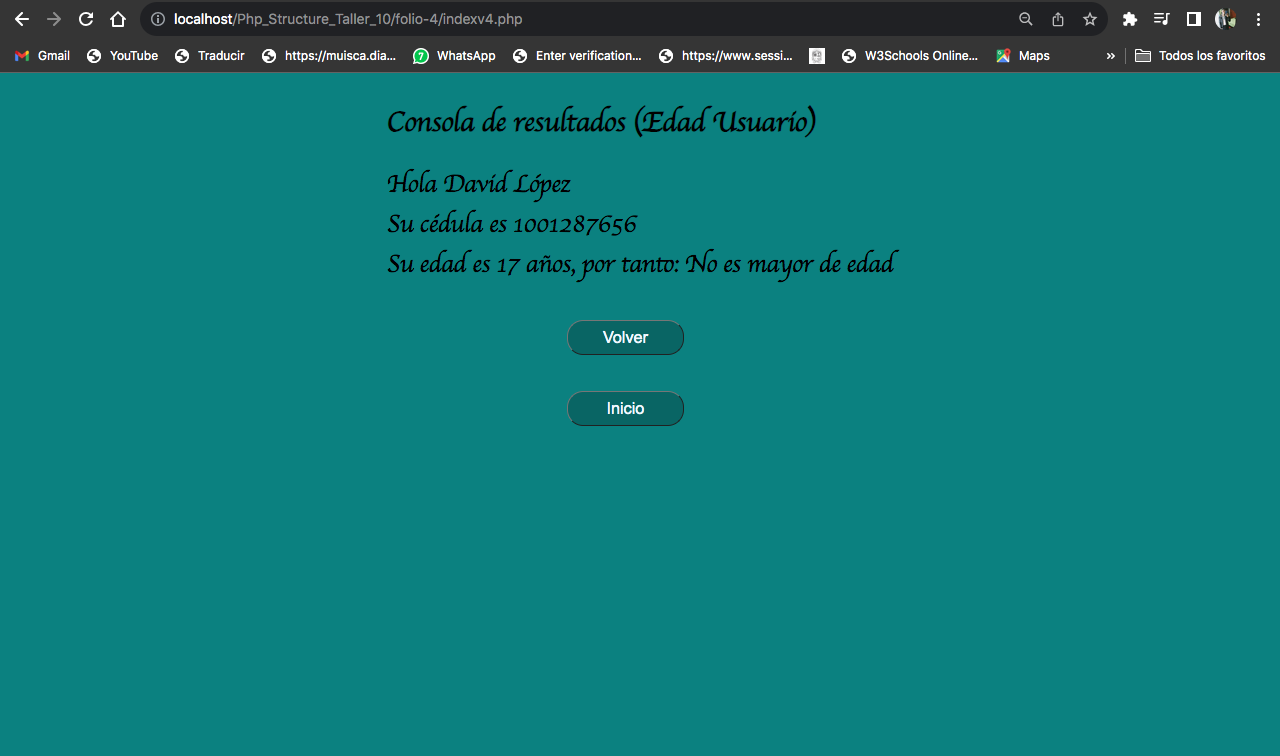 localhost/Php_Structure_Taller_10/folio-4/indexv4.php
Gmail YouTube Traducir https://muisca.dia... 7 WhatsApp Enter verification... https://www.sessi... W3Schools Online... Maps » Todos los favoritos
Consola de resultados (Edad Usuario)
Hola David López
Su cédula es 1001287656
Su edad es 17 años, por tanto: No es mayor de edad
Volver
Inicio